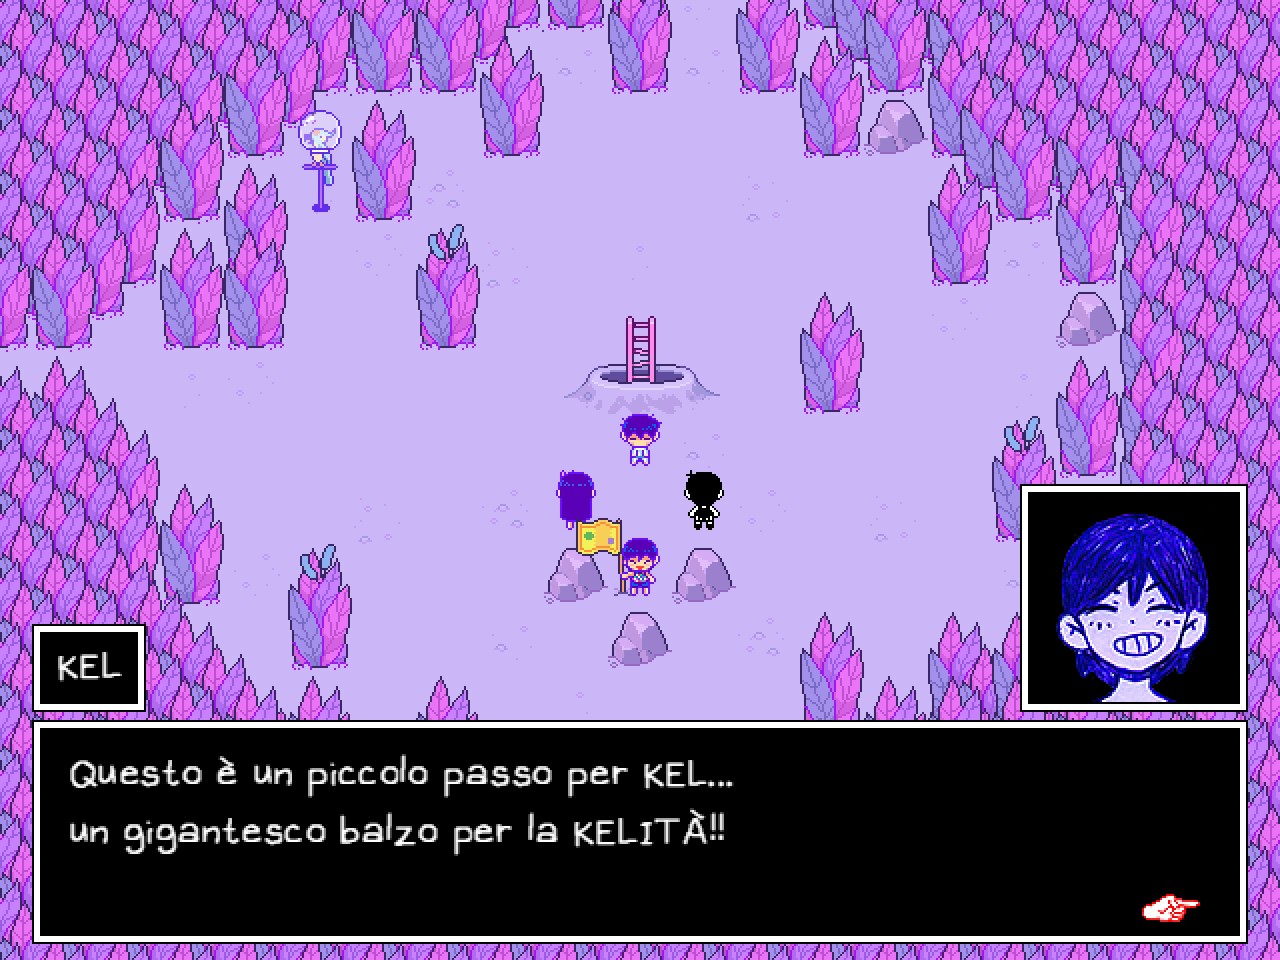 KEL
Questo è un piccolo passo per KEL...
un gigantesco balzo per la KELITÀ!!